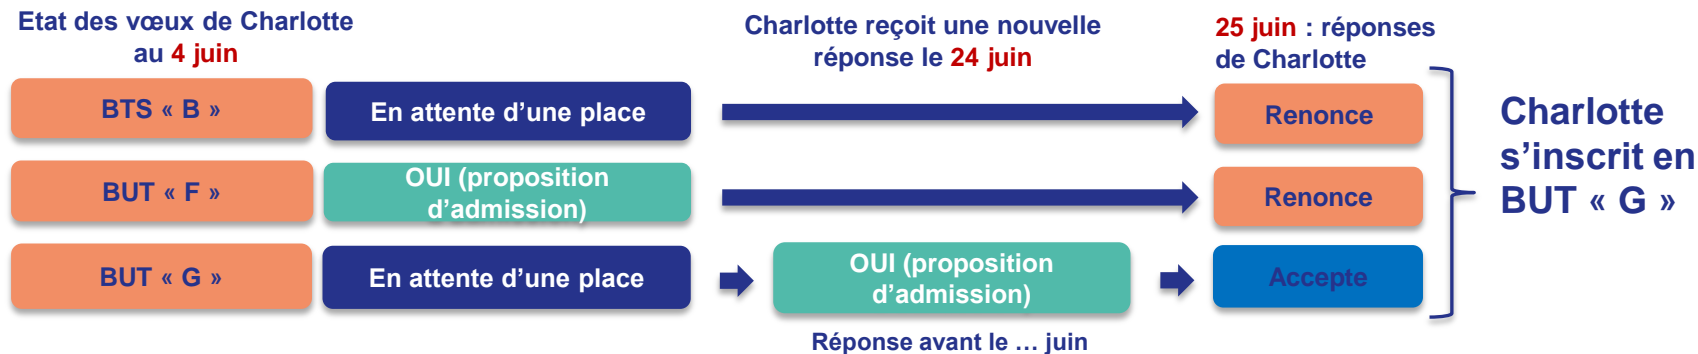 Etat des vœux de Charlotte
au 4 juin
Charlotte reçoit une nouvelle
réponse le 24 juin
25 juin : réponses
de Charlotte
BTS « B »
En attente d’une place
Renonce
BUT « F »
OUI (proposition
d’admission)
Renonce
BUT « G »
En attente d’une place
OUI (proposition
d’admission)
Accepte
Réponse avant le … juin
Charlotte
s’inscrit en
BUT « G »